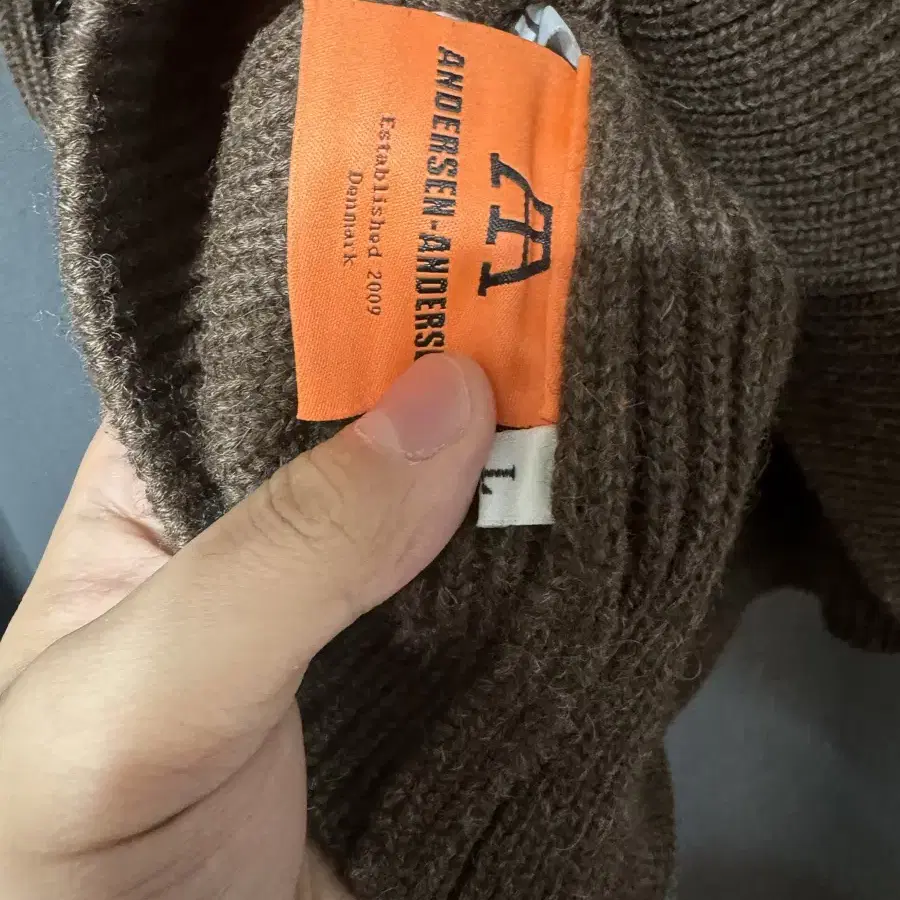 AA
ANDERSEN-ANDERS
Established 2009
Denmark
L